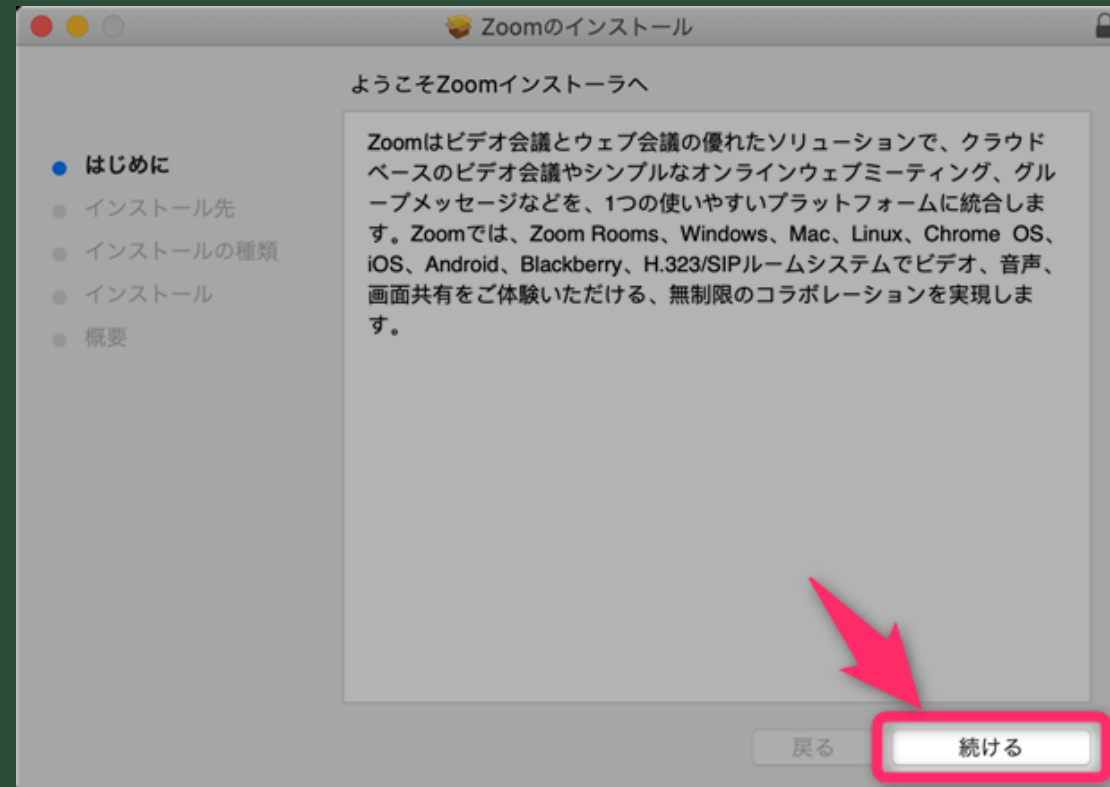 Zoomのインストール
ようこそZoomインストーラへ
はじめに
インストール先
インストールの種類
インストール
概要
Zoomはビデオ会議とウェブ会議の優れたソリューションで、クラウド
ベースのビデオ会議やシンプルなオンラインウェブミーティング、グル
ープメッセージなどを、1つの使いやすいプラットフォームに統合しま
す。Zoomでは、Zoom Rooms、Windows、Mac、Linux、Chrome OS、
iOS、Android、Blackberry、H.323/SIPルームシステムでビデオ、音声、
画面共有をご体験いただける、無制限のコラボレーションを実現しま
す。
戻る
続ける